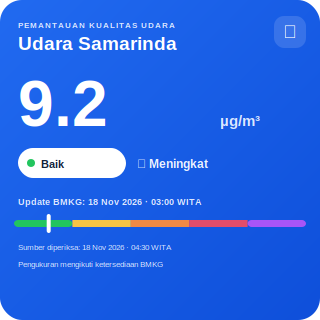 PEMANTAUAN KUALITAS UDARA
Udara Samarinda
9.2
µg/m³
Baik
Meningkat
Update BMKG: 18 Nov 2026 · 03:00 WITA
Sumber diperiksa: 18 Nov 2026 · 04:30 WITA
Pengukuran mengikuti ketersediaan BMKG